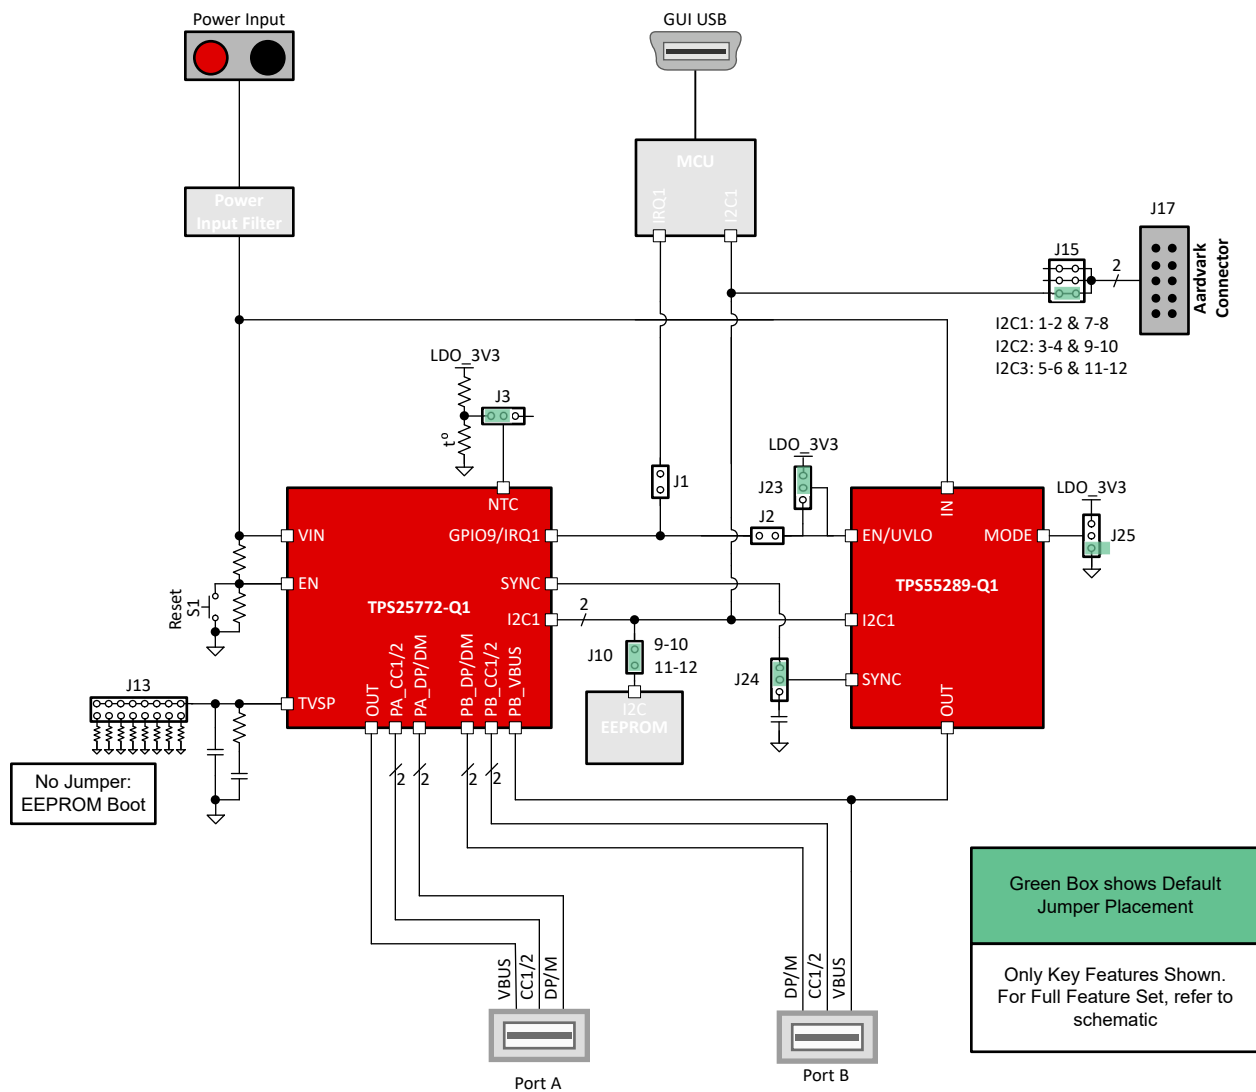 Power Input
GUI USB
MCU
IRQ1
I2C1
Power
Input Filter
J17
J15
2
Aardvark
Connector
I2C1: 1-2 & 7-8
I2C2: 3-4 & 9-10
I2C3: 5-6 & 11-12
LDO_3V3
J3
t°
J1
LDO_3V3
J23
J2
LDO_3V3
J25
NTC
VIN
GPIO9/IRQ1
EN
SYNC
TPS25772-Q1
I2C1
2
TVSP
OUT
PA_CC1/2
PA_DP/DM
PB_DP/DM
PB_CC1/2
PB_VBUS
IN
EN/UVLO
MODE
TPS55289-Q1
I2C1
SYNC
OUT
Reset
S1
J10
9-10
11-12
I2C
EEPROM
J24
J13
No Jumper:
EEPROM Boot
2
2
2
2
VBUS
CC1/2
DP/M
DP/M
CC1/2
VBUS
Port A
Port B
Green Box shows Default
Jumper Placement
Only Key Features Shown.
For Full Feature Set, refer to
schematic